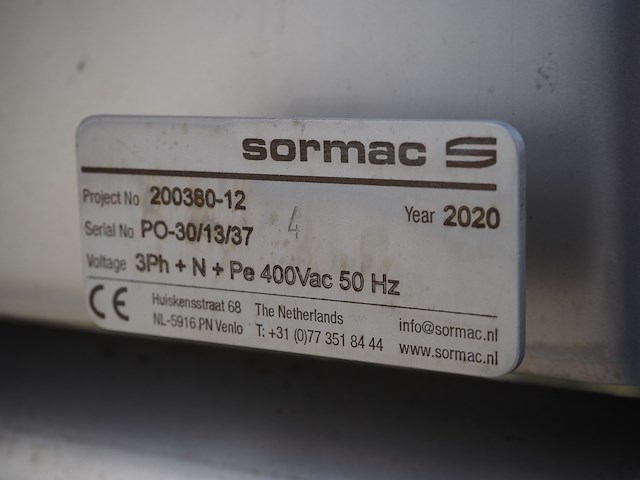 sormac S
Project No 200380-12
Year 2020
Serial No PO-30/13/37 4
Voltage 3Ph + N + Pe 400Vac 50 Hz
CE
Huiskensstraat 68 The Netherlands
NL-5916 PN Venlo T: +31 (0)77 351 84 44
info@sormac.nl
www.sormac.nl